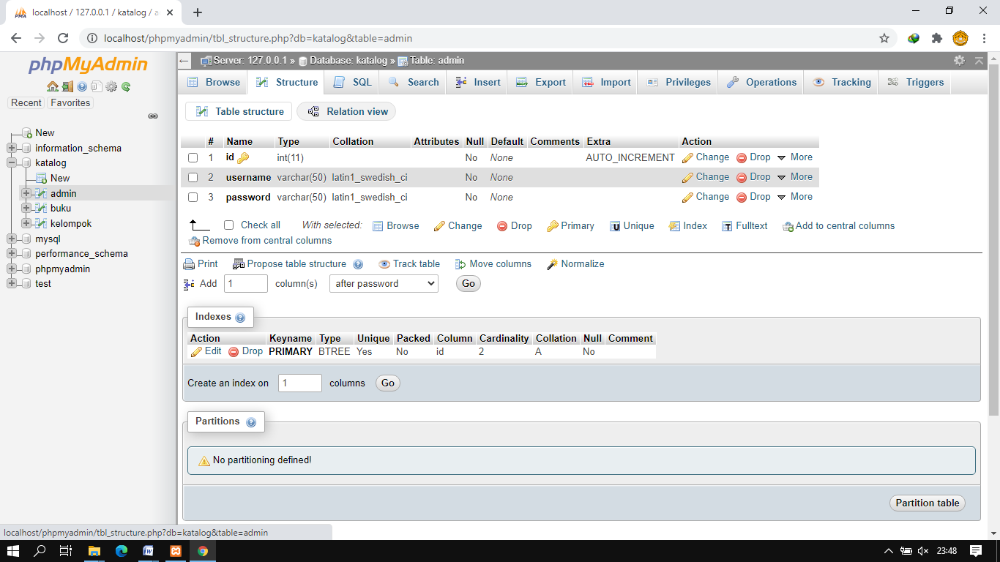 localhost / 127.0.0.1 / katalog / a
localhost/phpmyadmin/tbl_structure.php?db=katalog&table=admin
phpMyAdmin
Recent Favorites
New
information_schema
katalog
New
admin
buku
kelompok
mysql
performance_schema
phpmyadmin
test
Server: 127.0.0.1 » Database: katalog » Table: admin
Browse Structure SQL Search Insert Export Import Privileges Operations Tracking Triggers
Table structure Relation view
# Name Type Collation Attributes Null Default Comments Extra Action
1 id int(11) No None AUTO_INCREMENT Change Drop More
2 username varchar(50) latin1_swedish_ci No None Change Drop More
3 password varchar(50) latin1_swedish_ci No None Change Drop More
Check all With selected: Browse Change Drop Primary Unique Index Fulltext Add to central columns
Remove from central columns
Print Propose table structure Track table Move columns Normalize
Add 1 column(s) after password Go
Indexes
Action Keyname Type Unique Packed Column Cardinality Collation Null Comment
Edit Drop PRIMARY BTREE Yes No id 2 A No
Create an index on 1 columns Go
Partitions
No partitioning defined!
Partition table
localhost/phpmyadmin/tbl_structure.php?db=katalog&table=admin
23:48